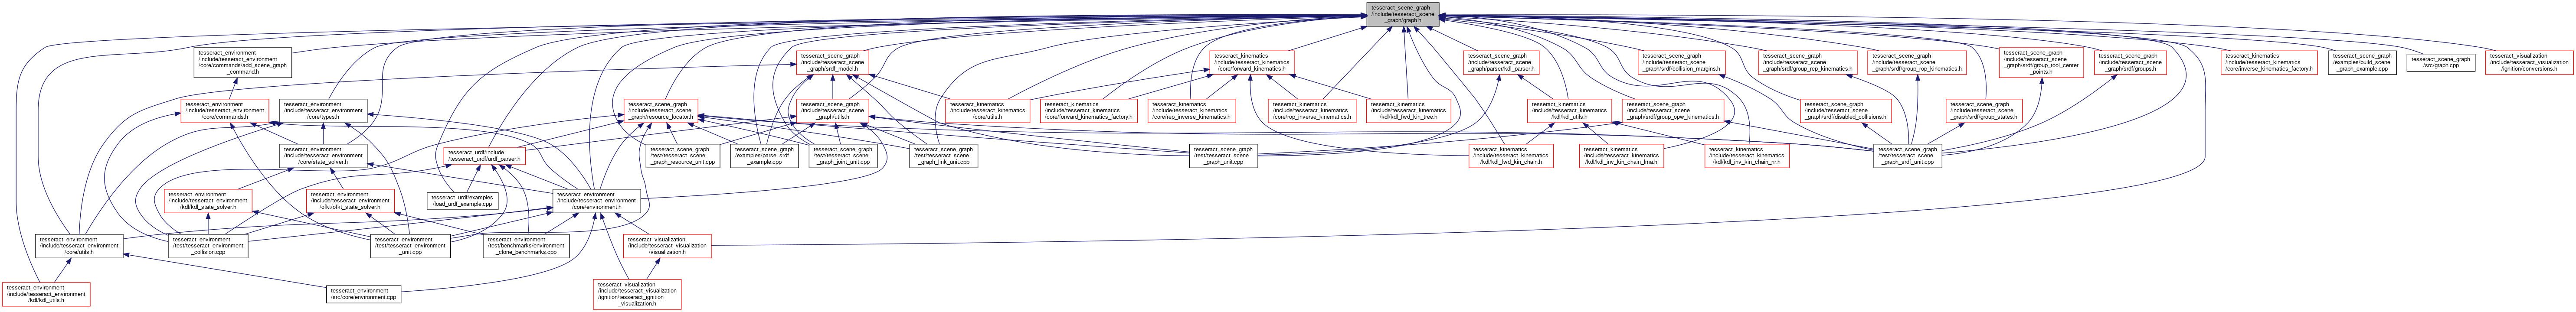 tesseract_scene_graph
/include/tesseract_scene
_graph/graph.h
tesseract_environment
/include/tesseract_environment
/core/commands/add_scene_graph
_command.h
tesseract_scene_graph
/include/tesseract_scene
_graph/srdf_model.h
tesseract_kinematics
/include/tesseract_kinematics
/core/forward_kinematics.h
tesseract_scene_graph
/include/tesseract_scene
_graph/parser/kdl_parser.h
tesseract_scene_graph
/include/tesseract_scene
_graph/srdf/collision_margins.h
tesseract_scene_graph
/include/tesseract_scene
_graph/srdf/group_rep_kinematics.h
tesseract_scene_graph
/include/tesseract_scene
_graph/srdf/group_rop_kinematics.h
tesseract_scene_graph
/include/tesseract_scene
_graph/srdf/group_tool_center
_points.h
tesseract_scene_graph
/include/tesseract_scene
_graph/srdf/groups.h
tesseract_kinematics
/include/tesseract_kinematics
/core/inverse_kinematics_factory.h
tesseract_scene_graph
/examples/build_scene
_graph_example.cpp
tesseract_scene_graph
/src/graph.cpp
tesseract_visualization
/include/tesseract_visualization
/ignition/conversions.h
tesseract_environment
/include/tesseract_environment
/core/commands.h
tesseract_environment
/include/tesseract_environment
/core/types.h
tesseract_scene_graph
/include/tesseract_scene
_graph/resource_locator.h
tesseract_scene_graph
/include/tesseract_scene
_graph/utils.h
tesseract_kinematics
/include/tesseract_kinematics
/core/utils.h
tesseract_kinematics
/include/tesseract_kinematics
/core/forward_kinematics_factory.h
tesseract_kinematics
/include/tesseract_kinematics
/core/rep_inverse_kinematics.h
tesseract_kinematics
/include/tesseract_kinematics
/core/rop_inverse_kinematics.h
tesseract_kinematics
/include/tesseract_kinematics
/kdl/kdl_fwd_kin_tree.h
tesseract_kinematics
/include/tesseract_kinematics
/kdl/kdl_utils.h
tesseract_scene_graph
/include/tesseract_scene
_graph/srdf/group_opw_kinematics.h
tesseract_scene_graph
/include/tesseract_scene
_graph/srdf/disabled_collisions.h
tesseract_scene_graph
/include/tesseract_scene
_graph/srdf/group_states.h
tesseract_environment
/include/tesseract_environment
/core/state_solver.h
tesseract_urdf/include
/tesseract_urdf/urdf_parser.h
tesseract_scene_graph
/test/tesseract_scene
_graph_resource_unit.cpp
tesseract_scene_graph
/examples/parse_srdf
_example.cpp
tesseract_scene_graph
/test/tesseract_scene
_graph_joint_unit.cpp
tesseract_scene_graph
/test/tesseract_scene
_graph_link_unit.cpp
tesseract_scene_graph
/test/tesseract_scene
_graph_unit.cpp
tesseract_kinematics
/include/tesseract_kinematics
/kdl/kdl_fwd_kin_chain.h
tesseract_kinematics
/include/tesseract_kinematics
/kdl/kdl_inv_kin_chain_lma.h
tesseract_kinematics
/include/tesseract_kinematics
/kdl/kdl_inv_kin_chain_nr.h
tesseract_scene_graph
/test/tesseract_scene
_graph_srdf_unit.cpp
tesseract_environment
/include/tesseract_environment
/kdl/kdl_state_solver.h
tesseract_environment
/include/tesseract_environment
/ofkt/ofkt_state_solver.h
tesseract_urdf/examples
/load_urdf_example.cpp
tesseract_environment
/include/tesseract_environment
/core/environment.h
tesseract_environment
/include/tesseract_environment
/core/utils.h
tesseract_environment
/test/tesseract_environment
_collision.cpp
tesseract_environment
/test/tesseract_environment
_unit.cpp
tesseract_environment
/test/benchmarks/environment
_clone_benchmarks.cpp
tesseract_visualization
/include/tesseract_visualization
/visualization.h
tesseract_environment
/include/tesseract_environment
/kdl/kdl_utils.h
tesseract_environment
/src/core/environment.cpp
tesseract_visualization
/include/tesseract_visualization
/ignition/tesseract_ignition
_visualization.h